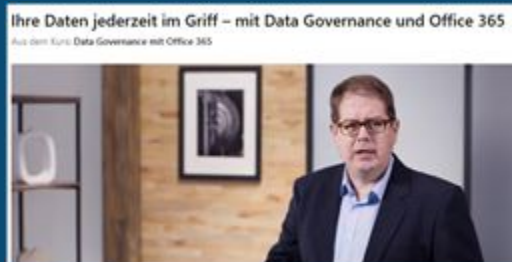 Ihre Daten jederzeit im Griff – mit Data Governance und Office 365
Aus dem Kurs: Data Governance mit Office 365